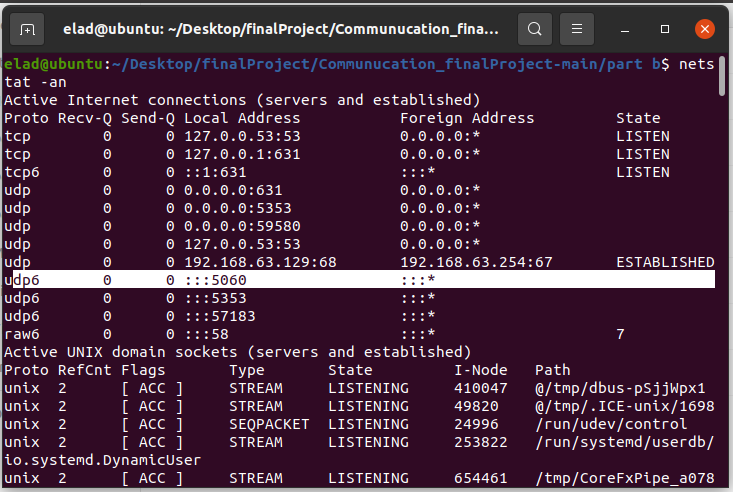 elad@ubuntu: ~/Desktop/finalProject/Communucation_fina...
elad@ubuntu:~/Desktop/finalProject/Communucation_finalProject-main/part b$ nets
tat -an
Active Internet connections (servers and established)
Proto Recv-Q Send-Q Local Address           Foreign Address         State
tcp        0      0 127.0.0.53:53           0.0.0.0:*               LISTEN
tcp        0      0 127.0.0.1:631           0.0.0.0:*               LISTEN
tcp6       0      0 ::1:631                 :::*                    LISTEN
udp        0      0 0.0.0.0:631             0.0.0.0:*
udp        0      0 0.0.0.0:5353            0.0.0.0:*
udp        0      0 0.0.0.0:59580           0.0.0.0:*
udp        0      0 127.0.0.53:53           0.0.0.0:*
udp        0      0 192.168.63.129:68       192.168.63.254:67       ESTABLISHED
udp6       0      0 :::5060                 :::*
udp6       0      0 :::5353                 :::*
udp6       0      0 :::57183                :::*
raw6       0      0 :::58                   :::*                    7
Active UNIX domain sockets (servers and established)
Proto RefCnt Flags       Type       State         I-Node   Path
unix  2      [ ACC ]     STREAM     LISTENING     410047   @/tmp/dbus-pSjjWpx1
unix  2      [ ACC ]     STREAM     LISTENING     49820    @/tmp/.ICE-unix/1698
unix  2      [ ACC ]     SEQPACKET  LISTENING     24996    /run/udev/control
unix  2      [ ACC ]     STREAM     LISTENING     253822   /run/systemd/userdb/
io.systemd.DynamicUser
unix  2      [ ACC ]     STREAM     LISTENING     654461   /tmp/CoreFxPipe_a078